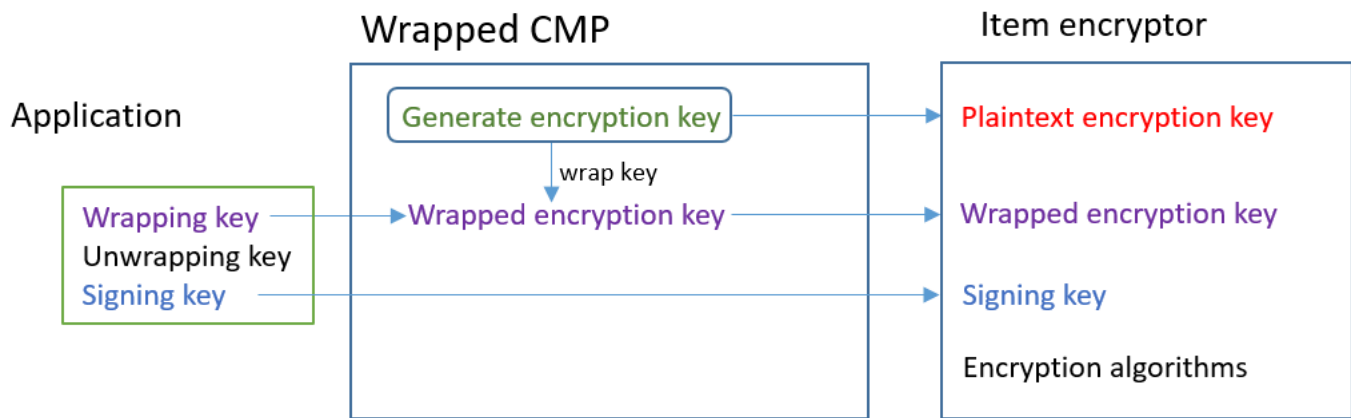 Wrapped CMP
Item encryptor
Application
Generate encryption key
Plaintext encryption key
wrap key
Wrapping key
Wrapped encryption key
Wrapped encryption key
Unwrapping key
Signing key
Signing key
Encryption algorithms